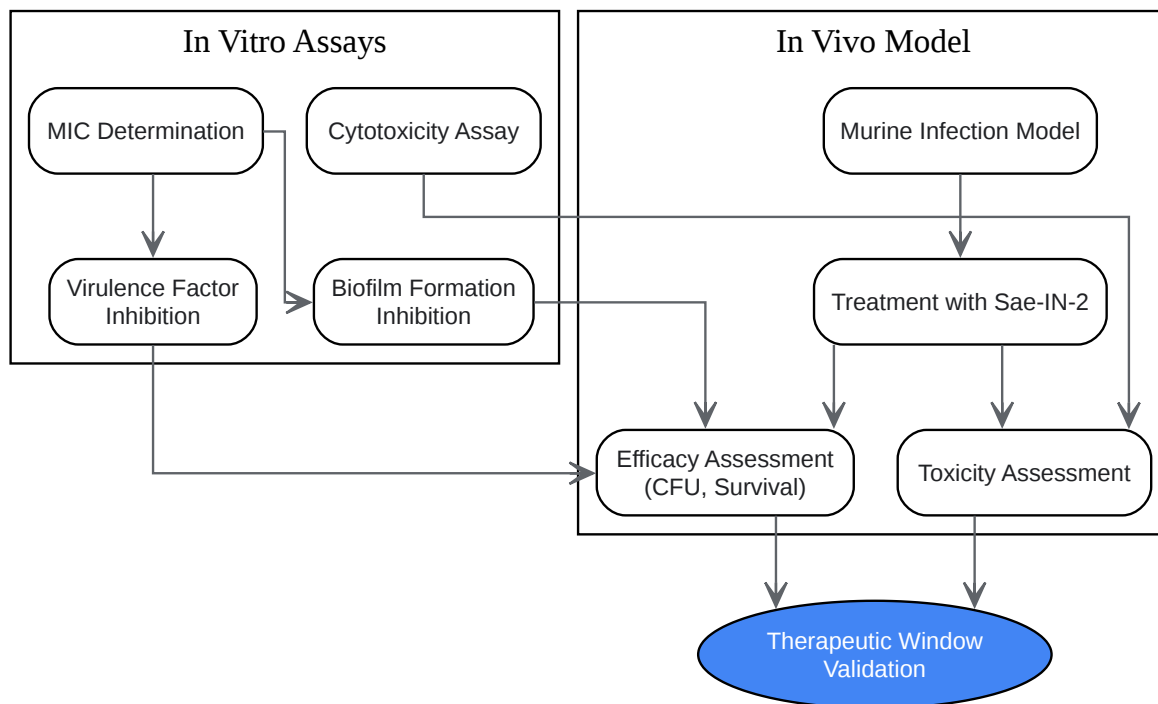 In Vitro Assays
MIC Determination
Cytotoxicity Assay
Virulence Factor
Inhibition
Biofilm Formation
Inhibition
In Vivo Model
Murine Infection Model
Treatment with Sae-IN-2
Efficacy Assessment
(CFU, Survival)
Toxicity Assessment
Therapeutic Window
Validation